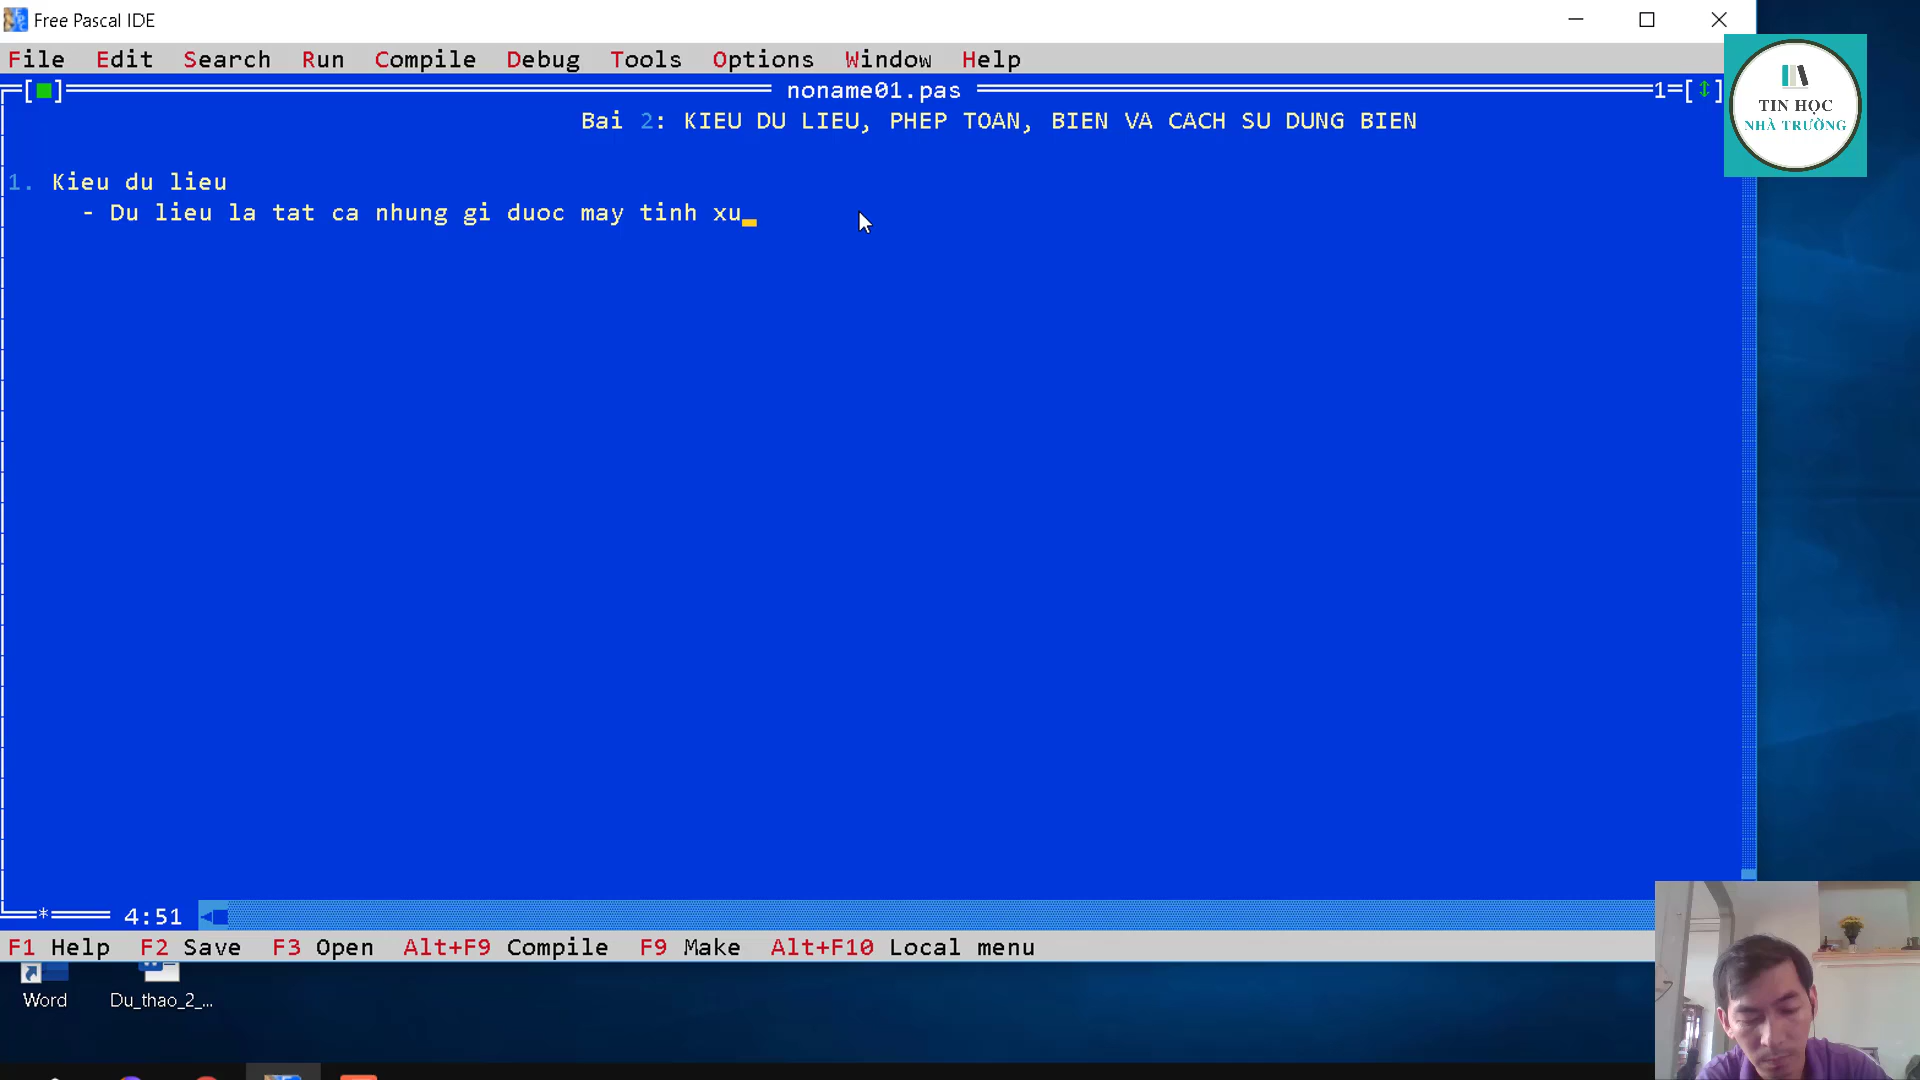 Free Pascal IDE
File Edit Search Run Compile Debug Tools Options Window Help
noname01.pas
1
TIN HỌC
NHÀ TRƯỜNG
Bai 2: KIEU DU LIEU, PHEP TOAN, BIEN VA CACH SU DUNG BIEN
1. Kieu du lieu
- Du lieu la tat ca nhung gi duoc may tinh xu
4:51
F1 Help F2 Save F3 Open Alt+F9 Compile F9 Make Alt+F10 Local menu
Word
Du_thao_2_...